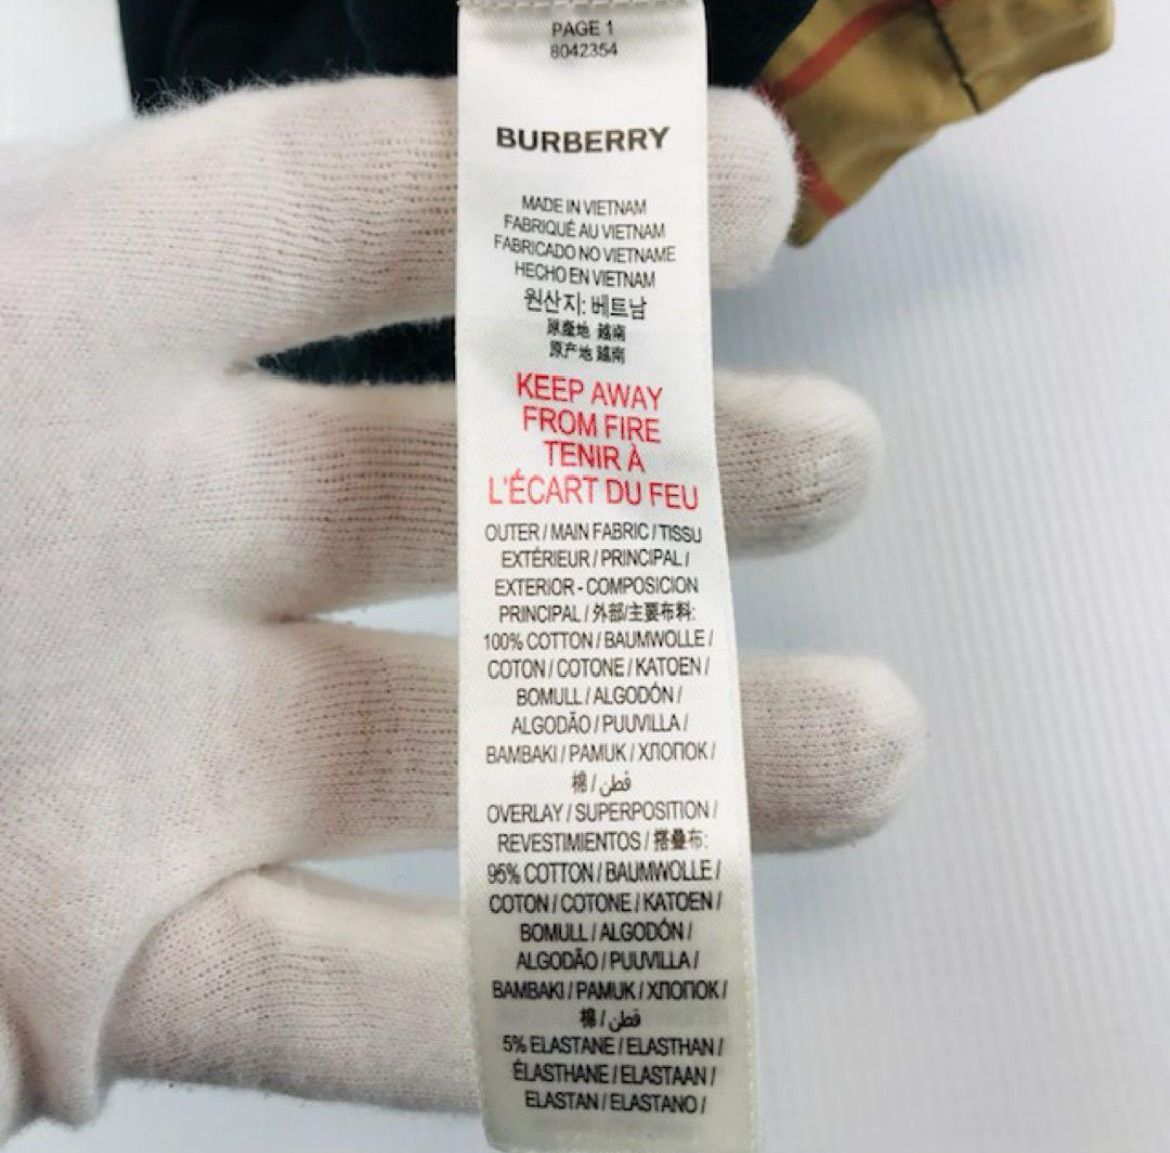 PAGE 1
8042354
BURBERRY
MADE IN VIETNAM
FABRIQUÉ AU VIETNAM
FABRICADO NO VIETNAME
HECHO EN VIETNAM
원산지: 베트남
原產地 越南
原产地 越南
KEEP AWAY
FROM FIRE
TENIR À
L'ÉCART DU FEU
OUTER / MAIN FABRIC / TISSU
EXTÉRIEUR / PRINCIPAL /
EXTERIOR - COMPOSICION
PRINCIPAL / 外部/主要布料:
100% COTTON / BAUMWOLLE /
COTON / COTONE / KATOEN /
BOMULL / ALGODÓN /
ALGODÃO / PUUVILLA /
BAMBAKI / PAMUK / ХЛОПОК /
棉 / قطن
OVERLAY / SUPERPOSITION /
REVESTIMIENTOS / 搭疊布:
95% COTTON / BAUMWOLLE /
COTON / COTONE / KATOEN /
BOMULL / ALGODÓN /
ALGODÃO / PUUVILLA /
BAMBAKI / PAMUK / ХЛОПОК /
棉 / قطن
5% ELASTANE / ELASTHAN /
ÉLASTHANE / ELASTAAN /
ELASTAN / ELASTANO /